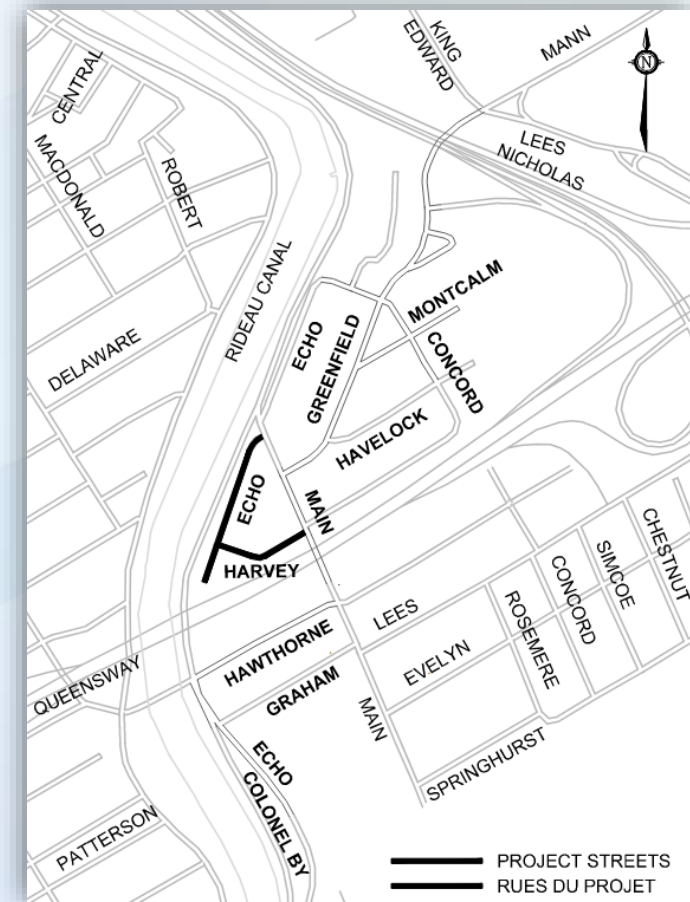 KING
EDWARD
MANN
N
CENTRAL
LEES
NICHOLAS
MACDONALD
ROBERT
RIDEAU CANAL
MONTCALM
ECHO
GREENFIELD
CONCORD
DELAWARE
HAVELOCK
ECHO
MAIN
HARVEY
CHESTNUT
SIMCOE
CONCORD
ROSEMERE
LEES
HAWTHORNE
EVELYN
GRAHAM
QUEENSWAY
MAIN
SPRINGHURST
ECHO
COLONEL BY
PATTERSON
PROJECT STREETS
RUES DU PROJET